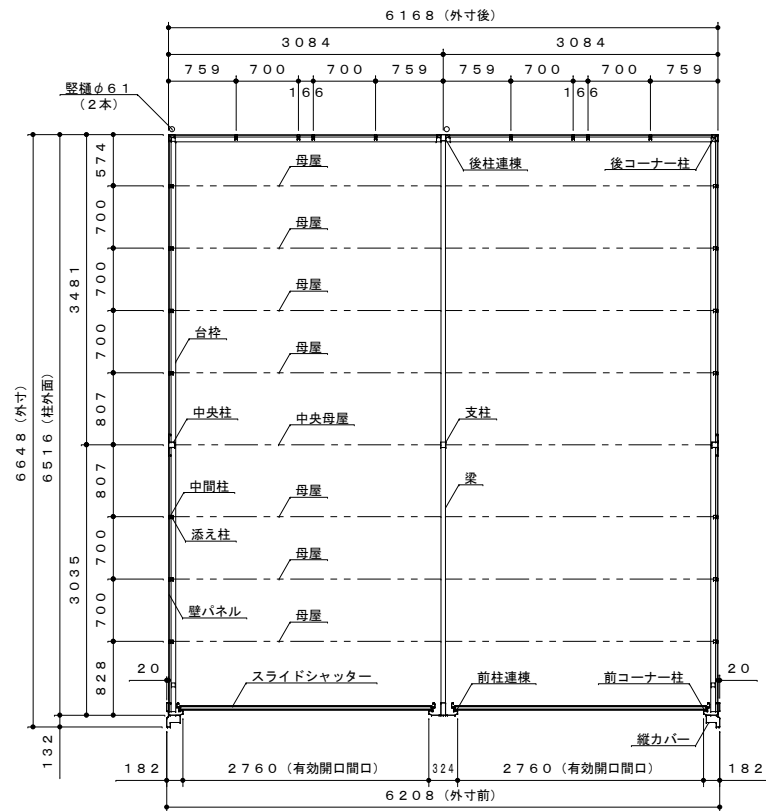 ６１６８（外寸後）
３０８４ ３０８４
７５９ ７００ ７００ ７５９ ７５９ ７００ ７００ ７５９
１６６ １６６
竪樋φ６１
（２本）
後柱連棟 後コーナー柱
５７４
母屋
７００
母屋
７００
母屋
３４８１
７００
台枠
母屋
８０７
中央柱 中央母屋 支柱
６６４８（外寸）
６５１６（柱外面）
８０７
中間柱 母屋 梁
添え柱
７００
母屋
３０３５
７００
壁パネル 母屋
８２８
２０ スライドシャッター 前柱連棟 前コーナー柱 ２０
縦カバー
１３２
１８２ ２７６０（有効開口間口） ３２４ ２７６０（有効開口間口） １８２
６２０８（外寸前）